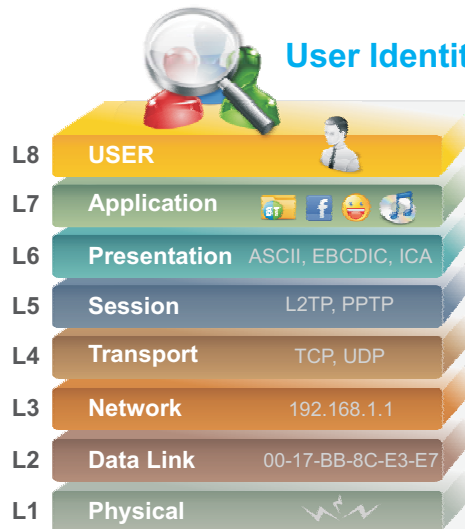 User Identit
L8 USER
L7 Application BT f
L6 Presentation ASCII, EBCDIC, ICA
L5 Session L2TP, PPTP
L4 Transport TCP, UDP
L3 Network 192.168.1.1
L2 Data Link 00-17-BB-8C-E3-E7
L1 Physical